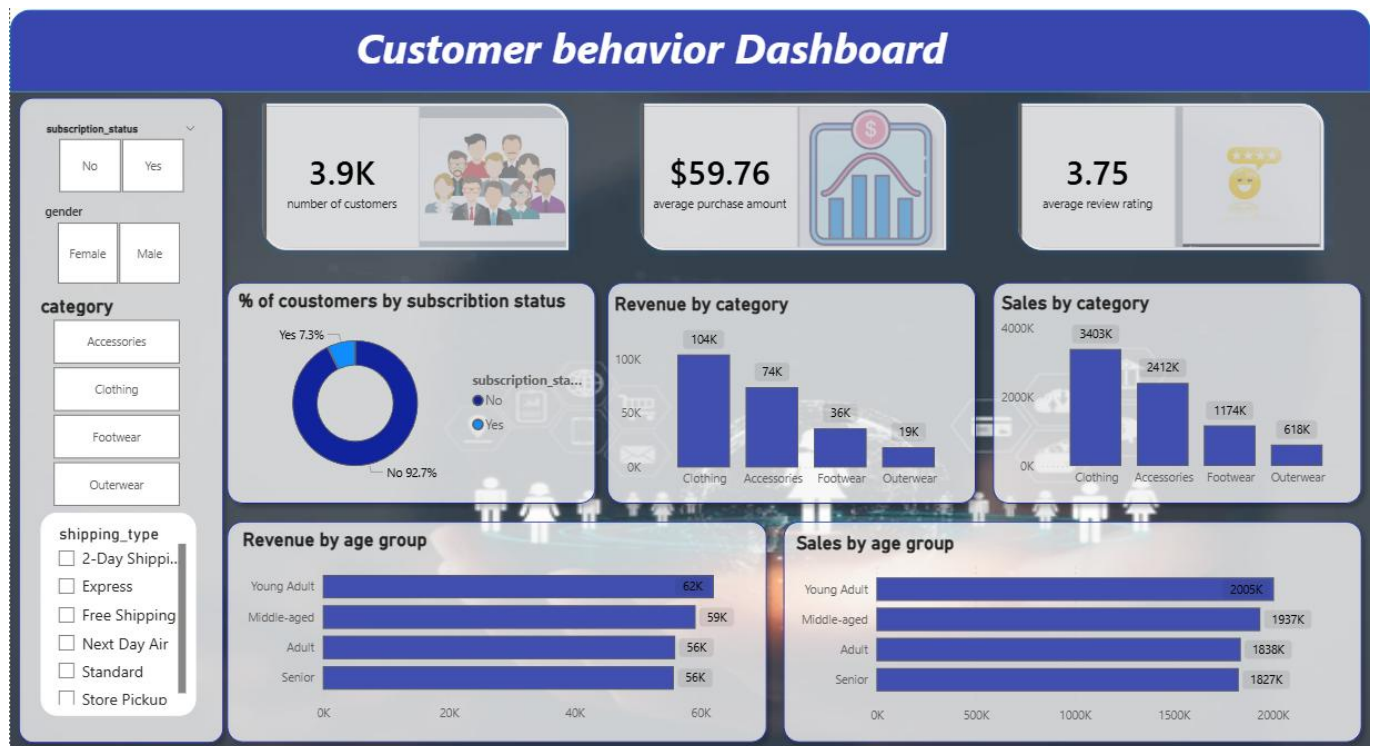 Customer behavior Dashboard
subscription_status
No
Yes
gender
Female
Male
category
Accessories
Clothing
Footwear
Outerwear
shipping_type
2-Day Shippi...
Express
Free Shipping
Next Day Air
Standard
Store Pickup
3.9K
number of customers
$59.76
average purchase amount
3.75
average review rating
% of coustomers by subscribtion status
Yes 7.3%
No 92.7%
subscription_sta...
No
Yes
Revenue by category
100K
50K
0K
104K
74K
36K
19K
Clothing
Accessories
Footwear
Outerwear
Sales by category
4000K
2000K
0K
3403K
2412K
1174K
618K
Clothing
Accessories
Footwear
Outerwear
Revenue by age group
Young Adult
62K
Middle-aged
59K
Adult
56K
Senior
56K
0K
20K
40K
60K
Sales by age group
Young Adult
2005K
Middle-aged
1937K
Adult
1838K
Senior
1827K
0K
500K
1000K
1500K
2000K